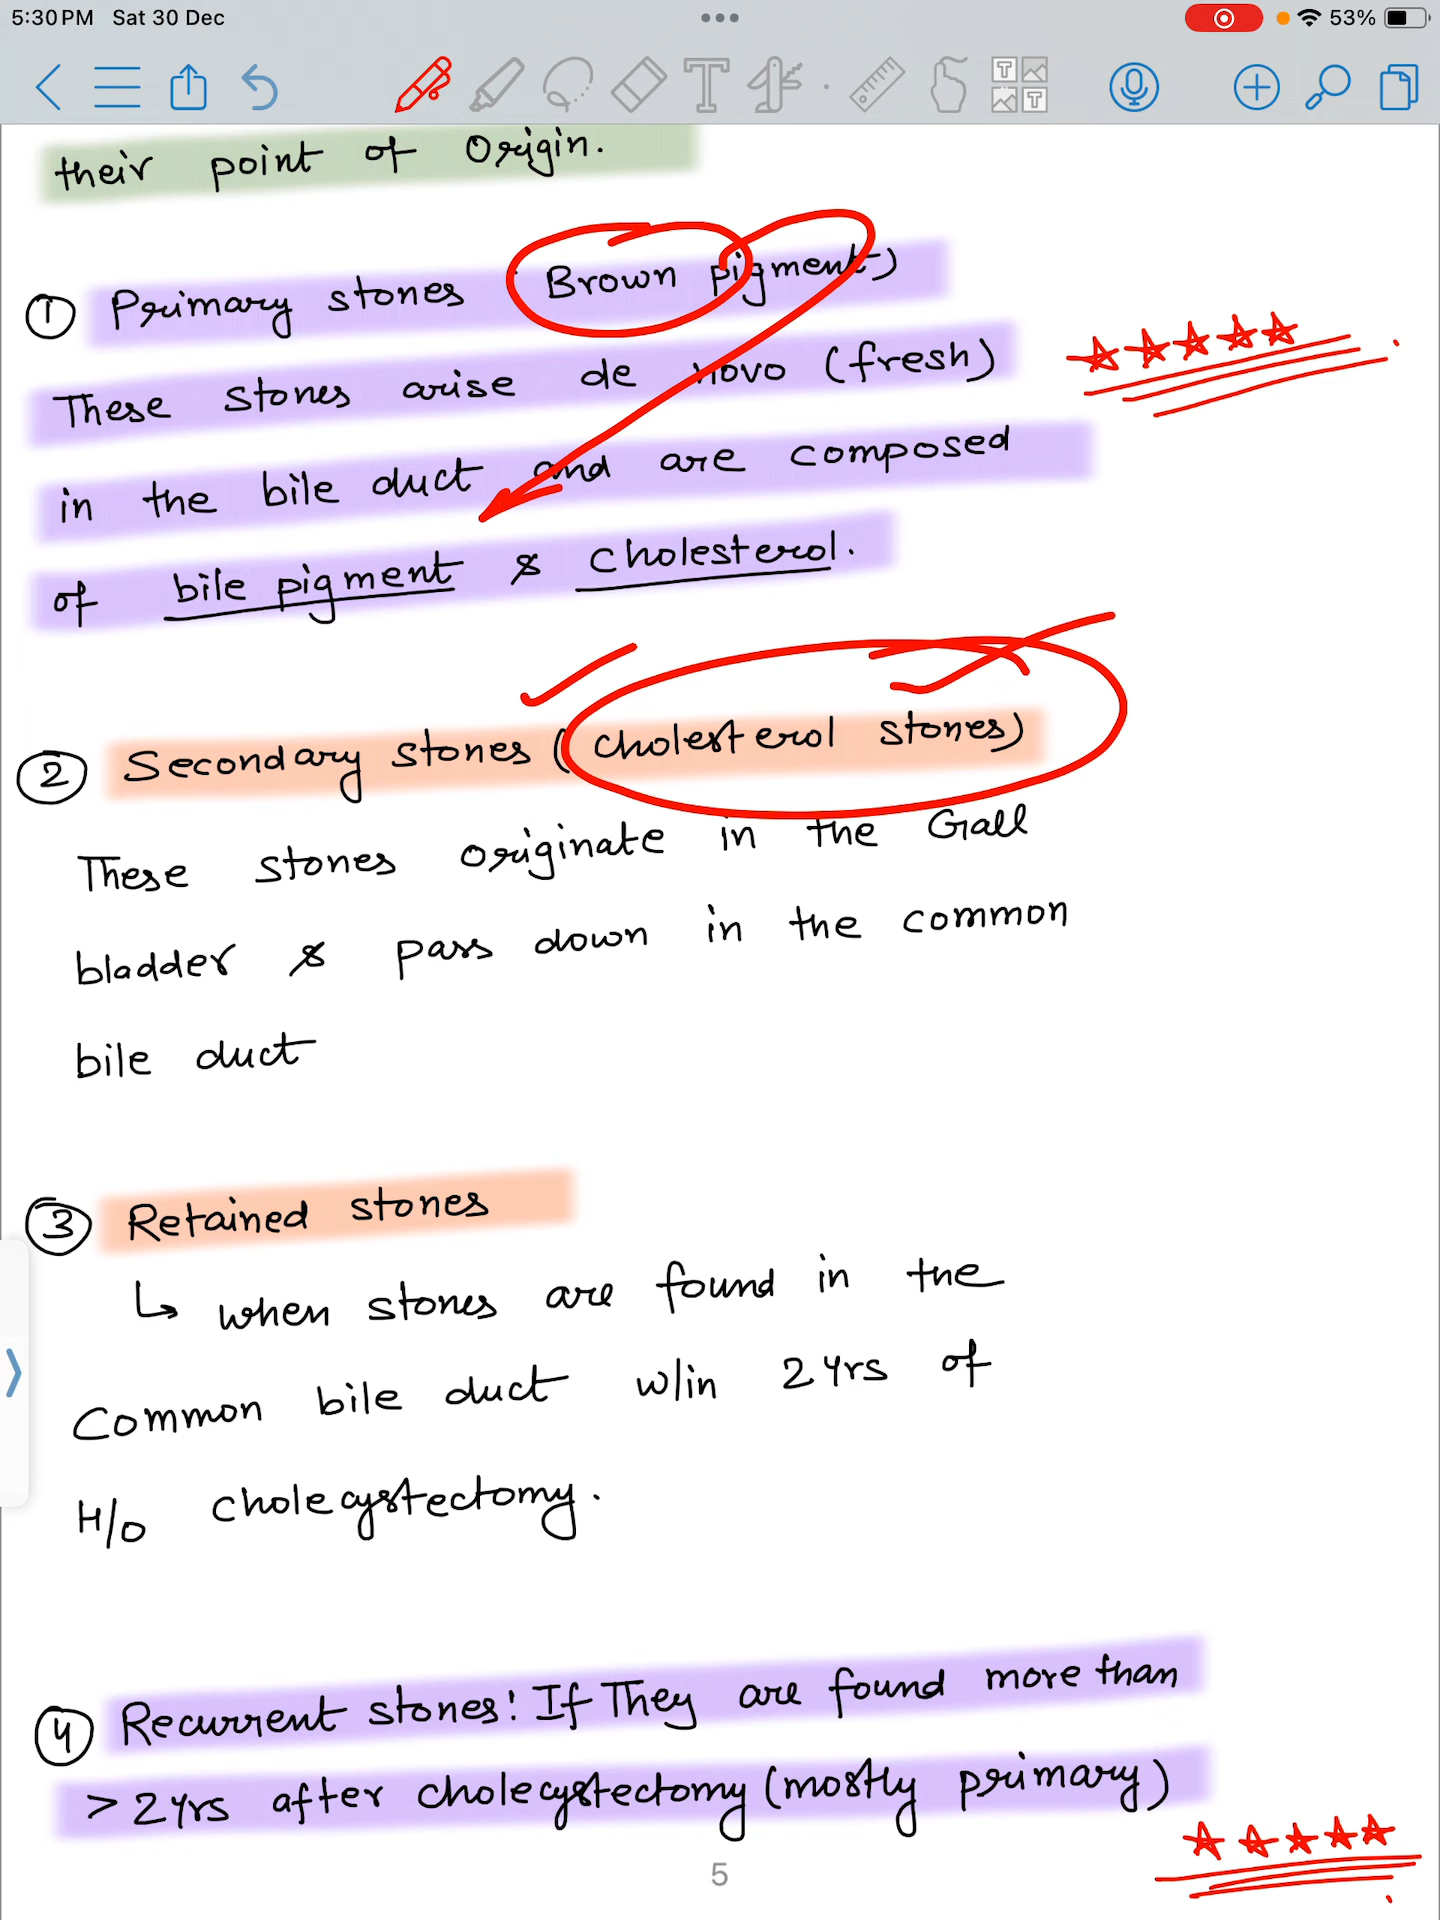 5:30 PM Sat 30 Dec
53%
their point of origin.
① Primary stones (Brown pigment)
These stones arise de novo (fresh)
in the bile duct and are composed
of bile pigment & cholesterol.
② Secondary stones (cholesterol stones)
These stones originate in the Gall
bladder & pass down in the common
bile duct
③ Retained stones
↳ when stones are found in the
Common bile duct w/in 2 yrs of
H/o cholecystectomy.
④ Recurrent stones: If They are found more than
> 2 yrs after cholecystectomy (mostly primary)
5